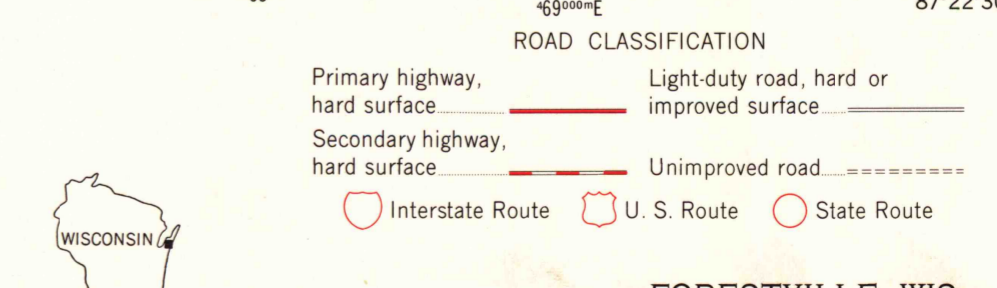 469000mE
ROAD CLASSIFICATION
Primary highway,
hard surface
Light-duty road, hard or
improved surface
Secondary highway,
hard surface
Unimproved road
Interstate Route
U. S. Route
State Route
WISCONSIN